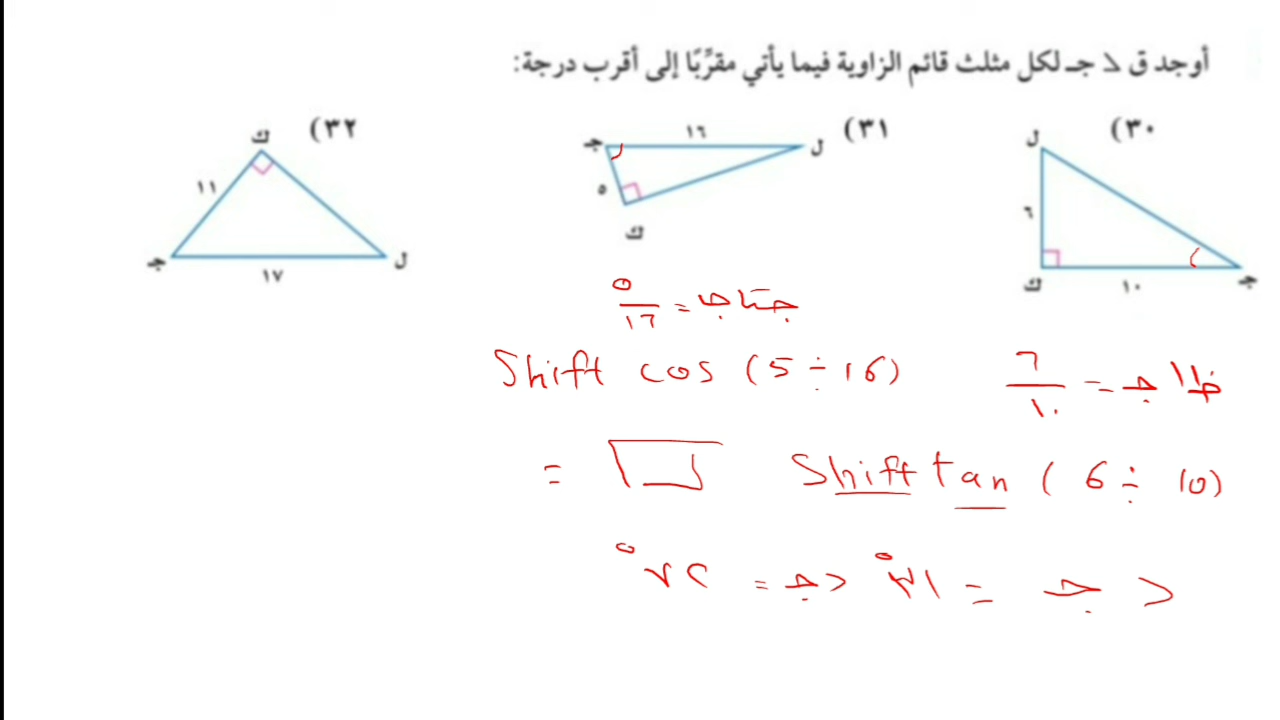 أوجد ق ∠ جـ لكل مثلث قائم الزاوية فيما يأتي مقرّبًا إلى أقرب درجة:
٣٠)
ل
٦
ك
١٠
جـ
٣١)
جـ
١٦
ل
٥
ك
٣٢)
ك
١١
جـ
١٧
ل
ظا جـ = ٦/١٠
Shift tan ( 6 ÷ 10)
∠ جـ = ٣١°
جتا جـ = ٥/١٦
Shift cos (5 ÷ 16)
=
∠ جـ = ٧٢°